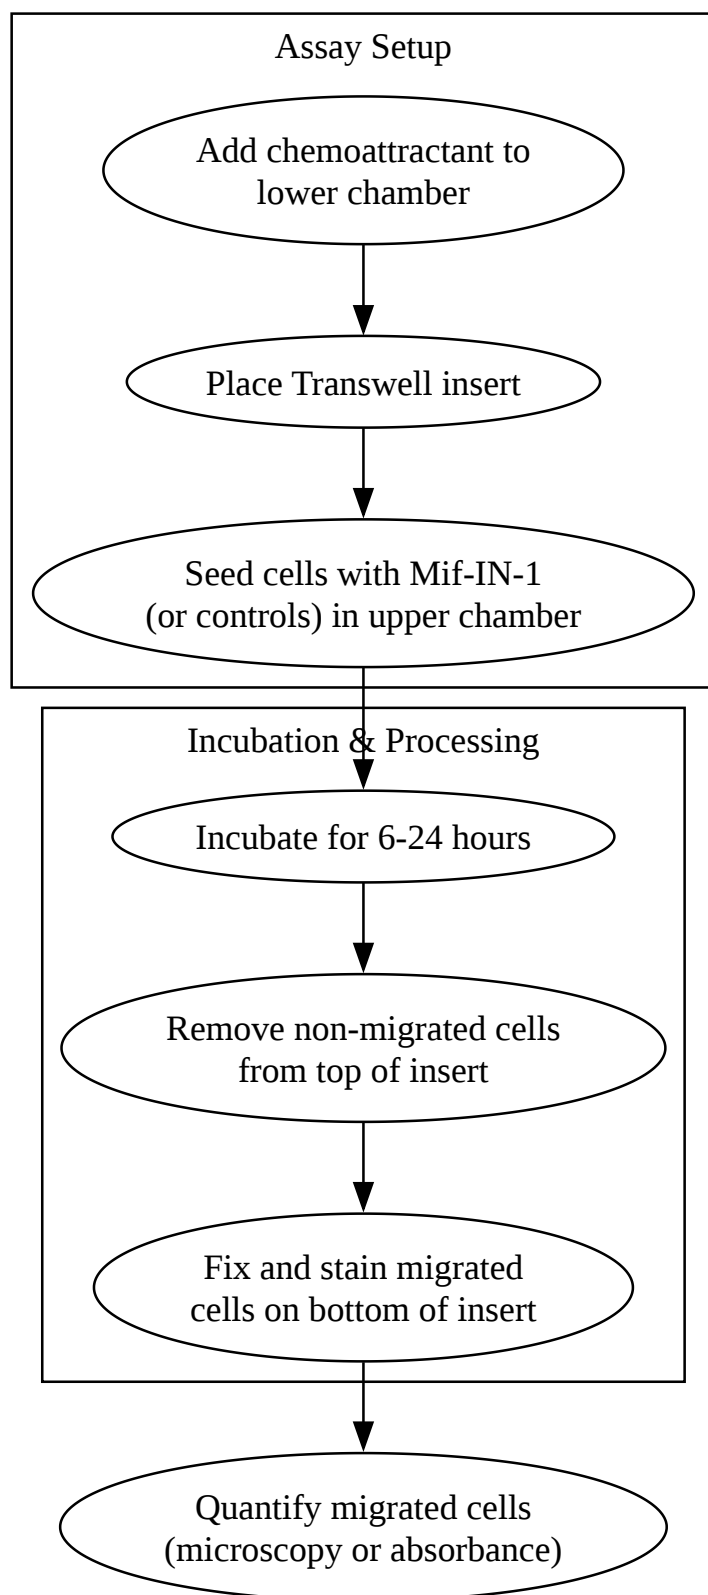 Assay Setup
Add chemoattractant to
lower chamber
Place Transwell insert
Seed cells with Mif-IN-1
(or controls) in upper chamber
Incubation & Processing
Incubate for 6-24 hours
Remove non-migrated cells
from top of insert
Fix and stain migrated
cells on bottom of insert
Quantify migrated cells
(microscopy or absorbance)